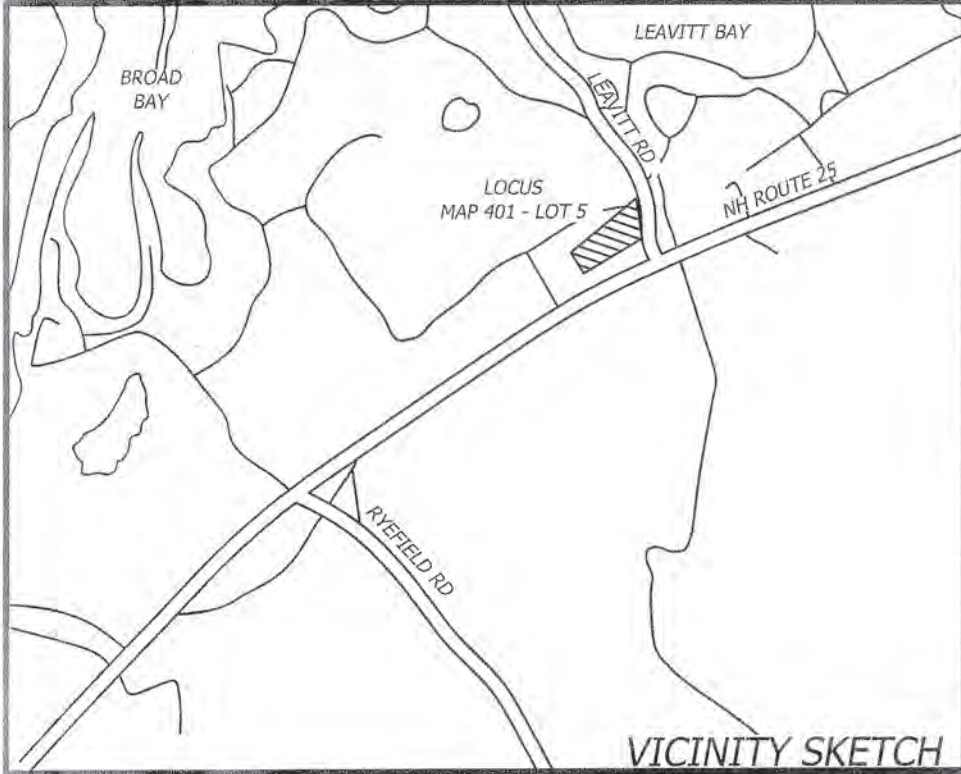 LEAVITT BAY
BROAD
BAY
LEAVITT RD
LOCUS
MAP 401 - LOT 5
NH ROUTE 25
RYEFIELD RD
VICINITY SKETCH